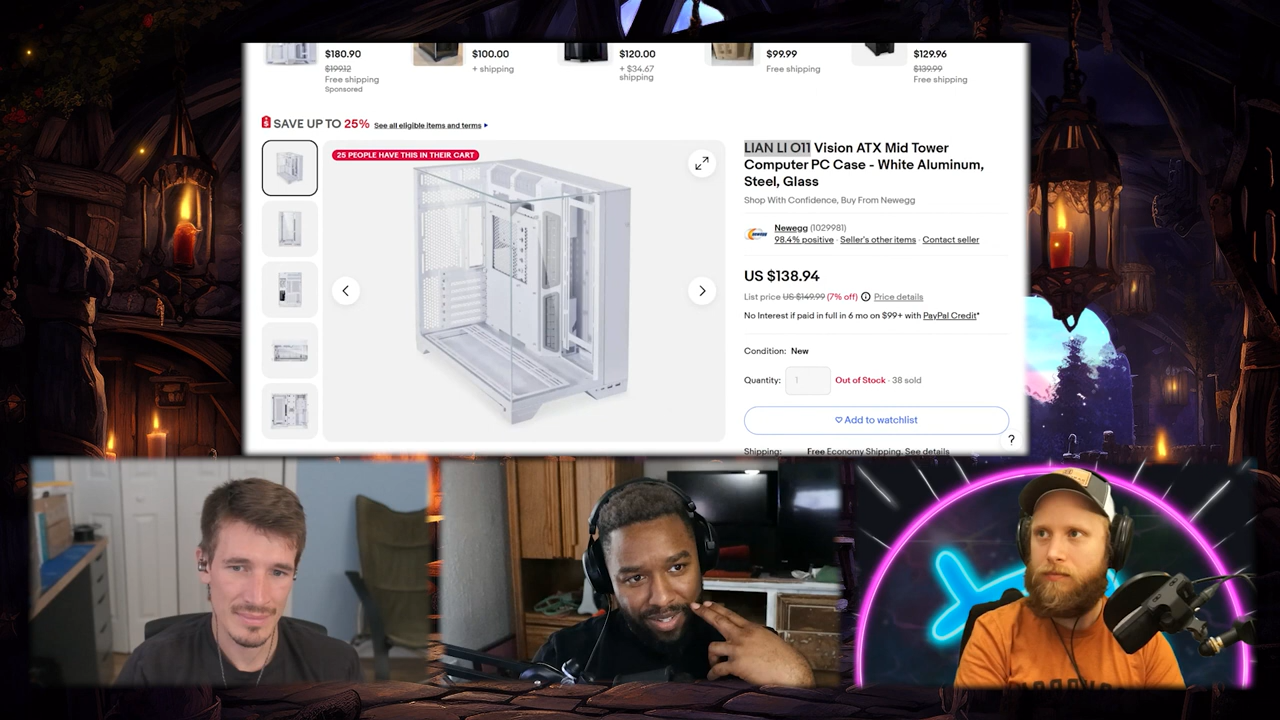 $180.90
$199.12
Free shipping
Sponsored
$100.00
+ shipping
$120.00
+ $34.67
shipping
$99.99
Free shipping
$129.96
$139.99
Free shipping
SAVE UP TO 25% See all eligible items and terms
25 PEOPLE HAVE THIS IN THEIR CART
LIAN LI O11 Vision ATX Mid Tower
Computer PC Case - White Aluminum,
Steel, Glass
Shop With Confidence, Buy From Newegg
Newegg (1029981)
98.4% positive · Seller's other items · Contact seller
US $138.94
List price US $149.99 (7% off) Price details
No Interest if paid in full in 6 mo on $99+ with PayPal Credit*
Condition: New
Quantity: 1 Out of Stock · 38 sold
Add to watchlist
?
Shipping: Free Economy Shipping. See details